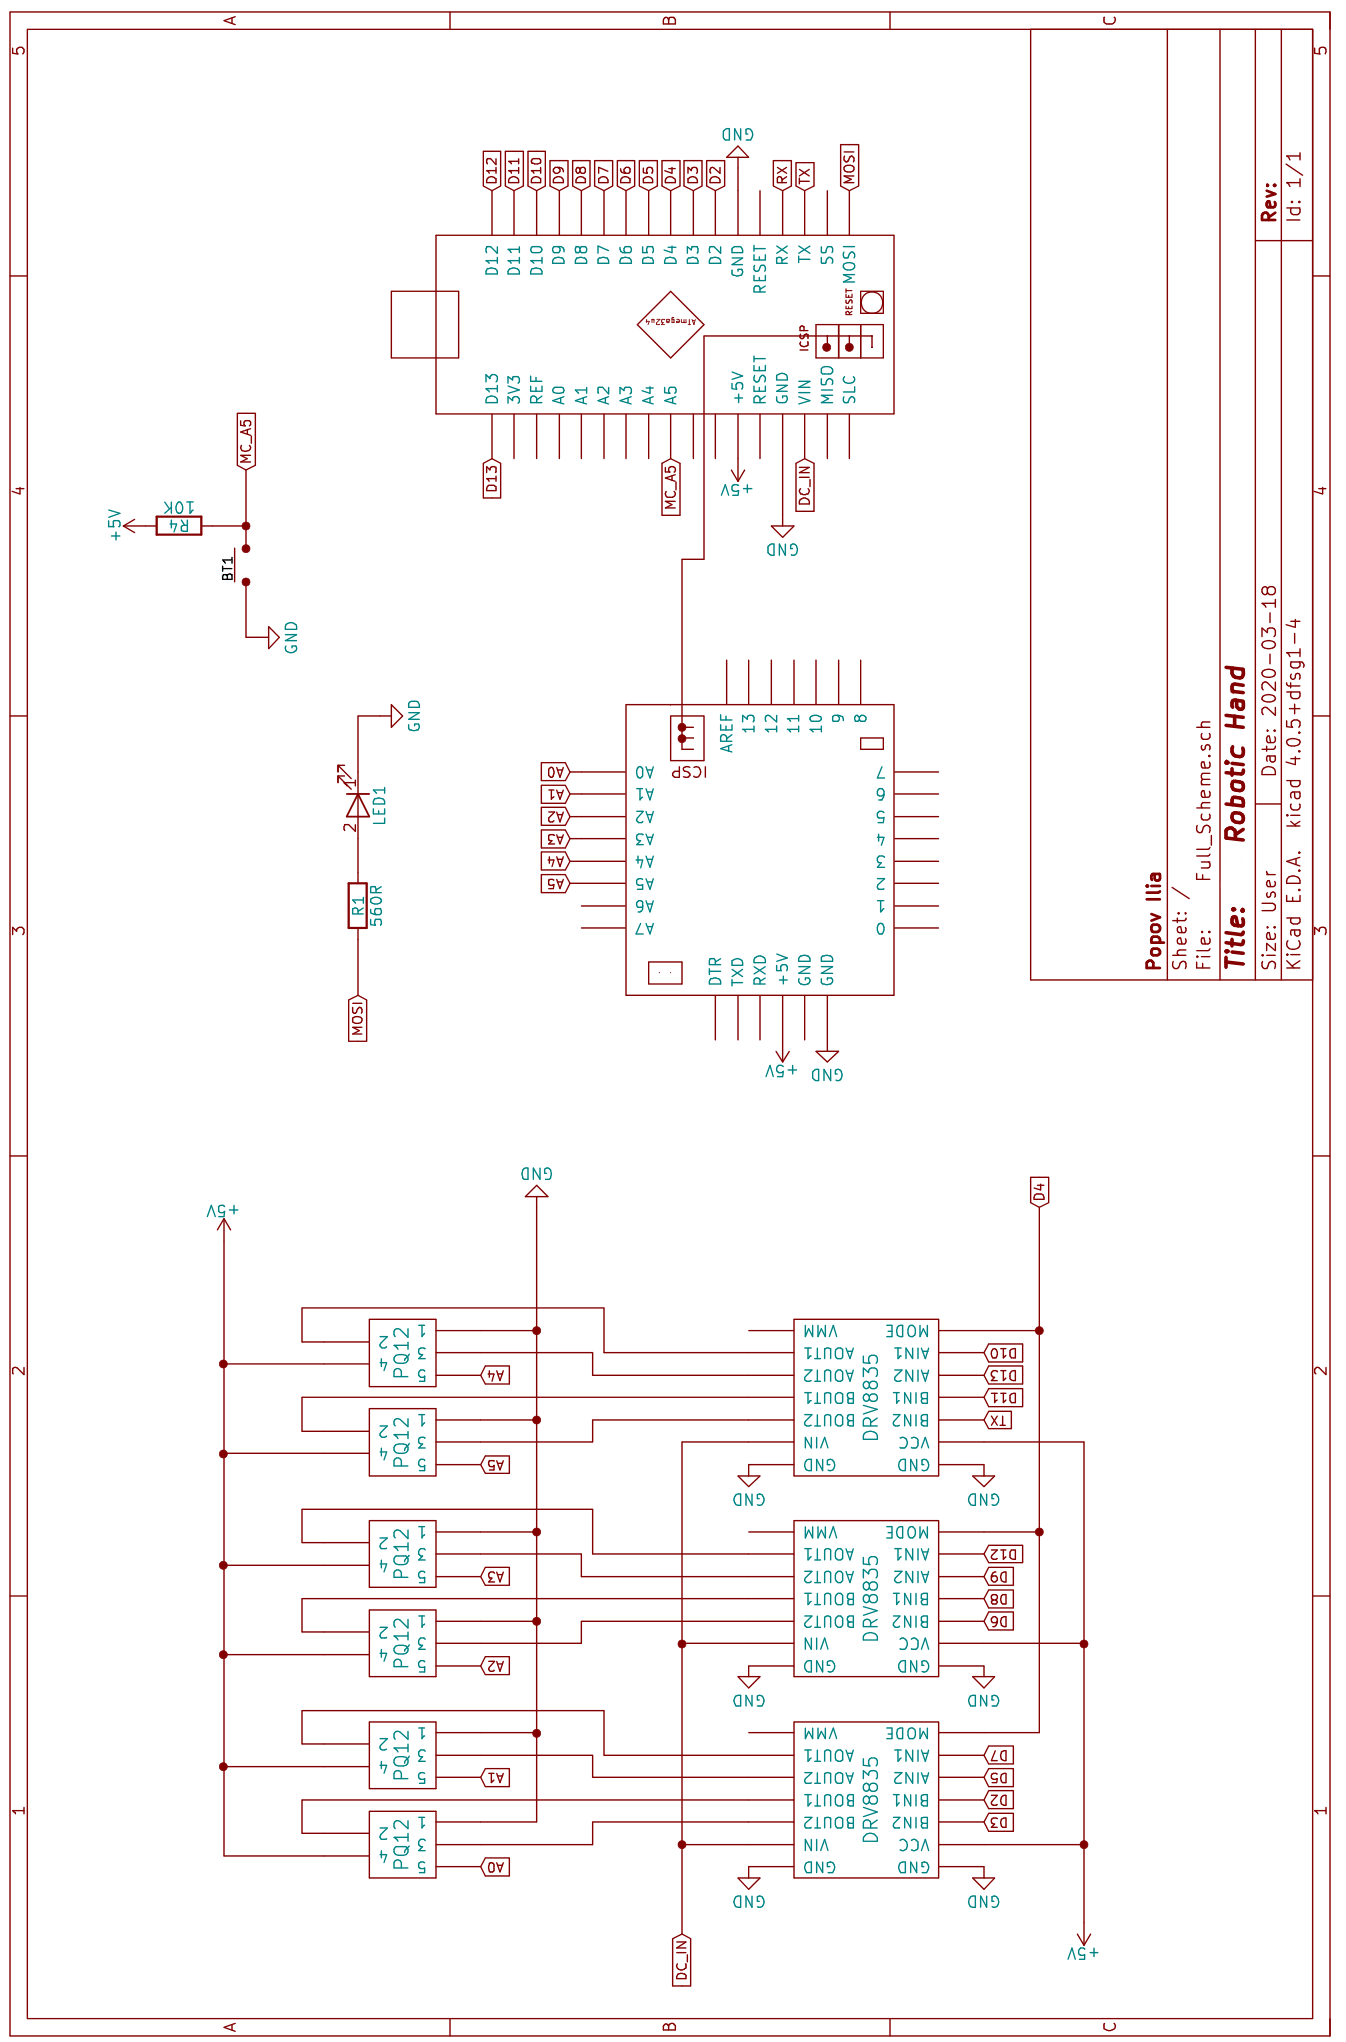 A
B
C
5
5
GND
D12
D11
D10
D9
D8
D7
D6
D5
D4
D3
D2
RX
TX
MOSI
D12
D11
D10
D9
D8
D7
D6
D5
D4
D3
D2
GND
RESET
RX
TX
SS
MOSI
ATmega32u4
RESET
ICSP
D13
3V3
REF
A0
A1
A2
A3
A4
A5
+5V
RESET
GND
VIN
MISO
SLC
D13
MC_A5
+5V
DC_IN
GND
MC_A5
+5V
R4
10K
BT1
GND
4
4
GND
LED1
1
2
R1
560R
MOSI
ICSP
AREF
13
12
11
10
9
8
A0
A1
A2
A3
A4
A5
A0
A1
A2
A3
A4
A5
A6
A7
7
6
5
4
3
2
1
0
DTR
TXD
RXD
+5V
GND
GND
+5V
GND
3
3
Popov Ilia
Sheet: /
File: Full_Scheme.sch
Title: Robotic Hand
Size: User
Date: 2020-03-18
Rev:
KiCad E.D.A. kicad 4.0.5+dfsg1-4
Id: 1/1
+5V
GND
D4
2
4
PQ12
1
3
5
A4
2
4
PQ12
1
3
5
A5
VMM
AOUT1
AOUT2
BOUT1
BOUT2
VIN
GND
DRV8835
MODE
AIN1
AIN2
BIN1
BIN2
VCC
GND
D10
D13
D11
TX
GND
GND
2
2
2
4
PQ12
1
3
5
A3
2
4
PQ12
1
3
5
A2
VMM
AOUT1
AOUT2
BOUT1
BOUT2
VIN
GND
DRV8835
MODE
AIN1
AIN2
BIN1
BIN2
VCC
GND
D12
D9
D8
D6
GND
GND
2
4
PQ12
1
3
5
A1
2
4
PQ12
1
3
5
A0
VMM
AOUT1
AOUT2
BOUT1
BOUT2
VIN
GND
DRV8835
MODE
AIN1
AIN2
BIN1
BIN2
VCC
GND
D7
D5
D2
D3
GND
GND
DC_IN
+5V
1
1
A
B
C